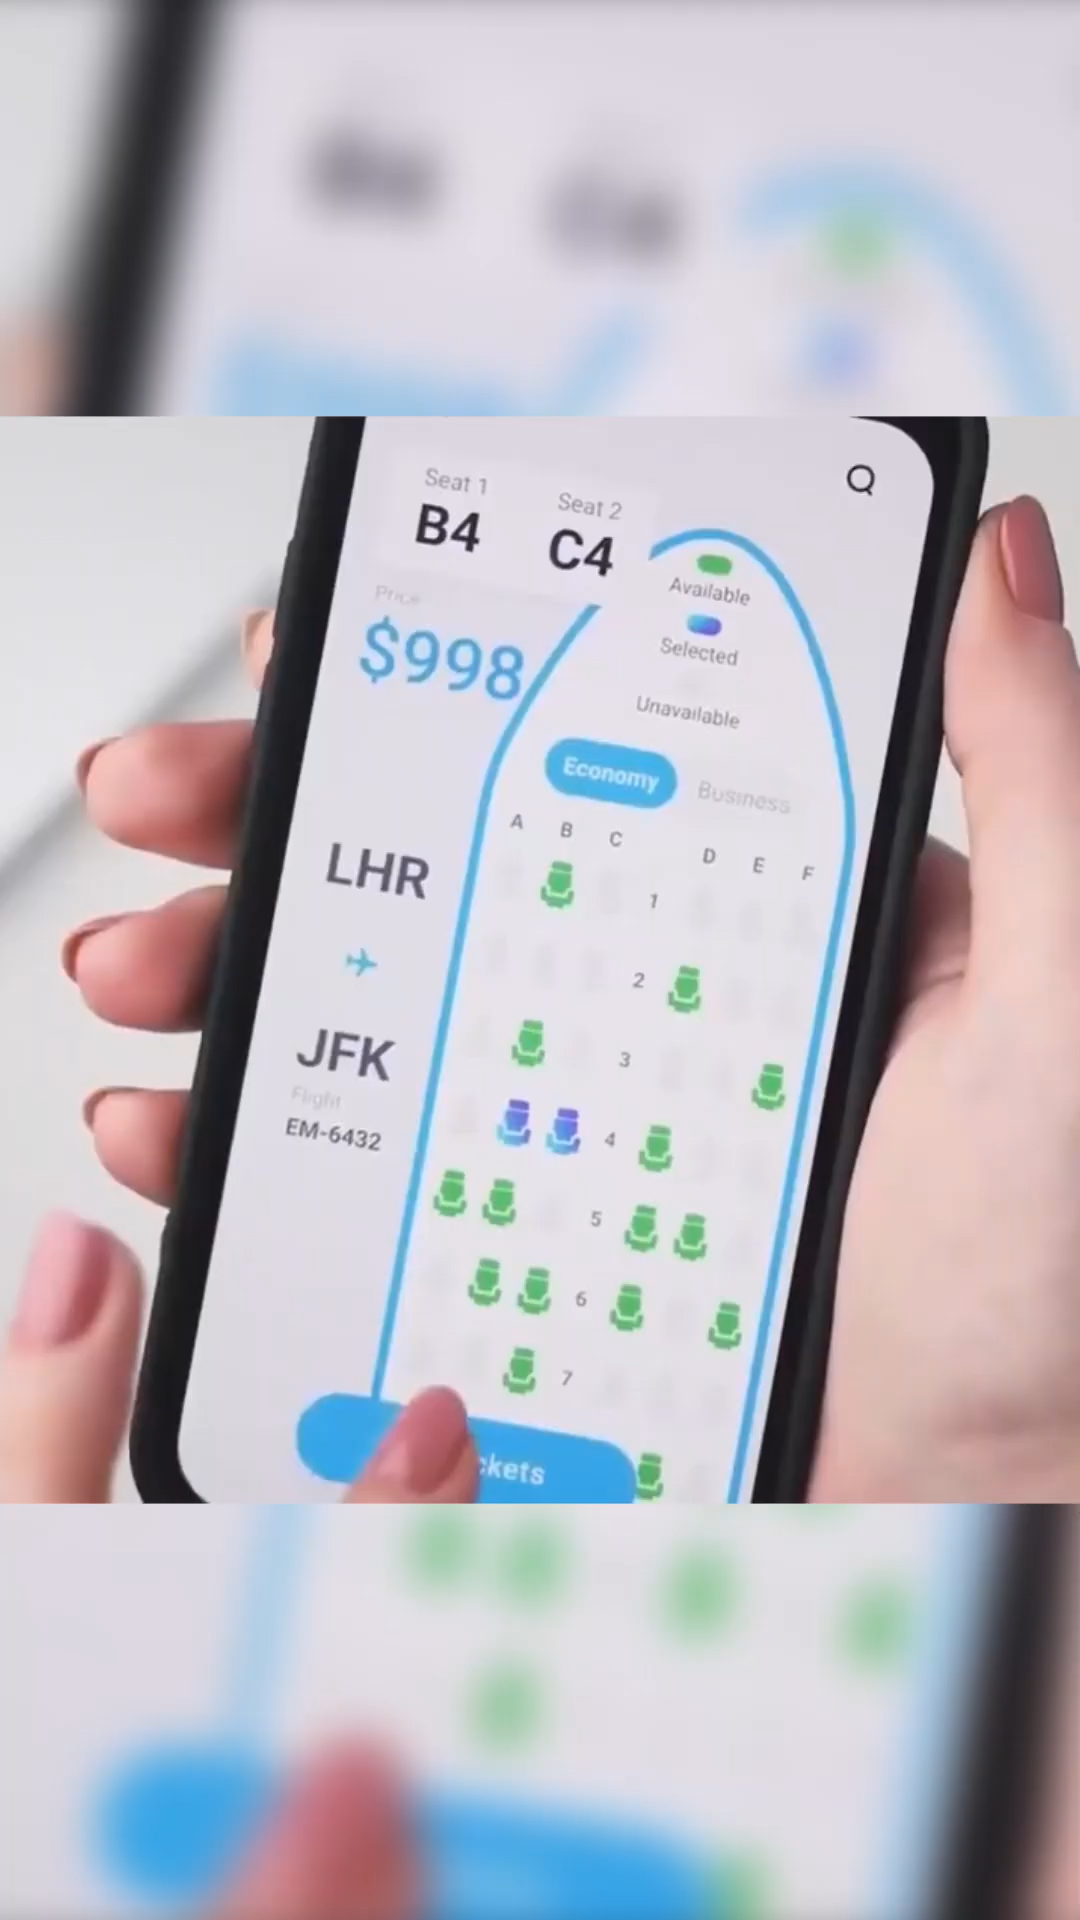 Seat 1
B4
Seat 2
C4
Price
$998
Available
Selected
Unavailable
Economy
Business
A B C D E F
1
2
3
4
5
6
7
LHR
JFK
Flight
EM-6432